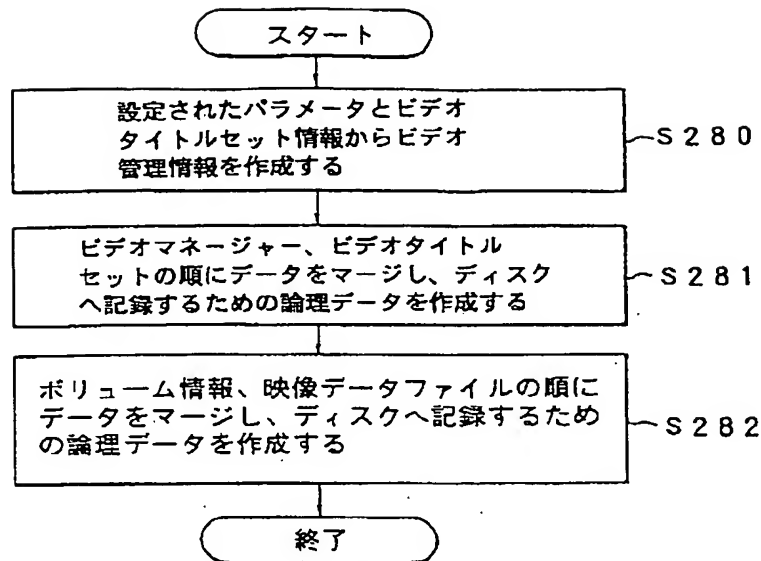 スタート
設定されたパラメータとビデオ
タイトルセット情報からビデオ
管理情報を作成する
S280
ビデオマネージャー、ビデオタイトル
セットの順にデータをマージし、ディスク
へ記録するための論理データを作成する
S281
ボリューム情報、映像データファイルの順に
データをマージし、ディスクへ記録するため
の論理データを作成する
S282
終了